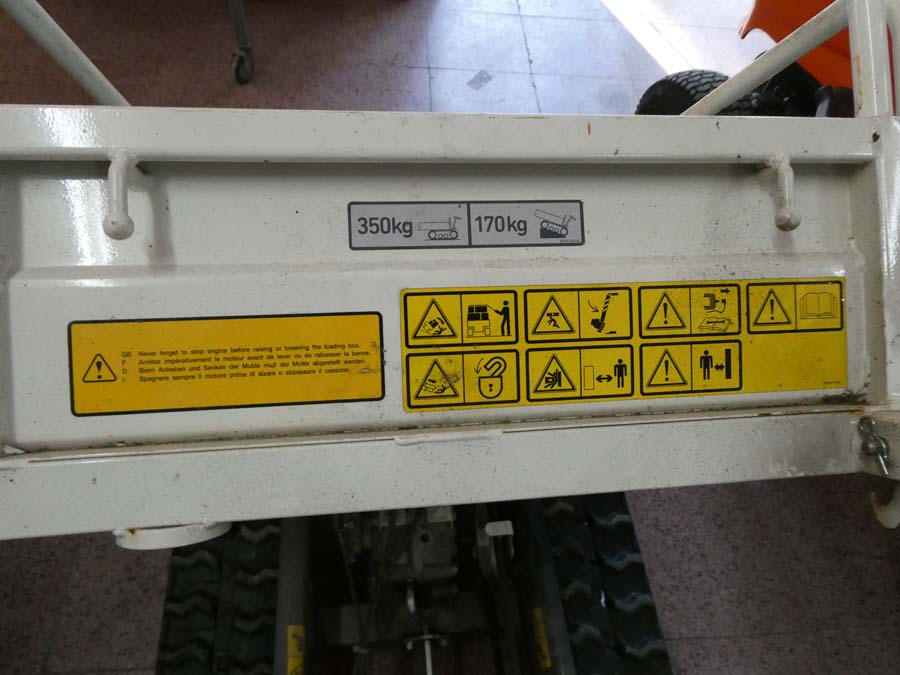 350kg 170kg
GB Never forget to stop engine before raising or lowering the loading box.
F Arrêtez impérativement le moteur avant de lever ou de rabaisser la benne.
D Beim Anheben und Senken der Mulde muß der Motor abgestellt werden.
I Spegnere sempre il motore prima di alzare o abbassare il cassone.